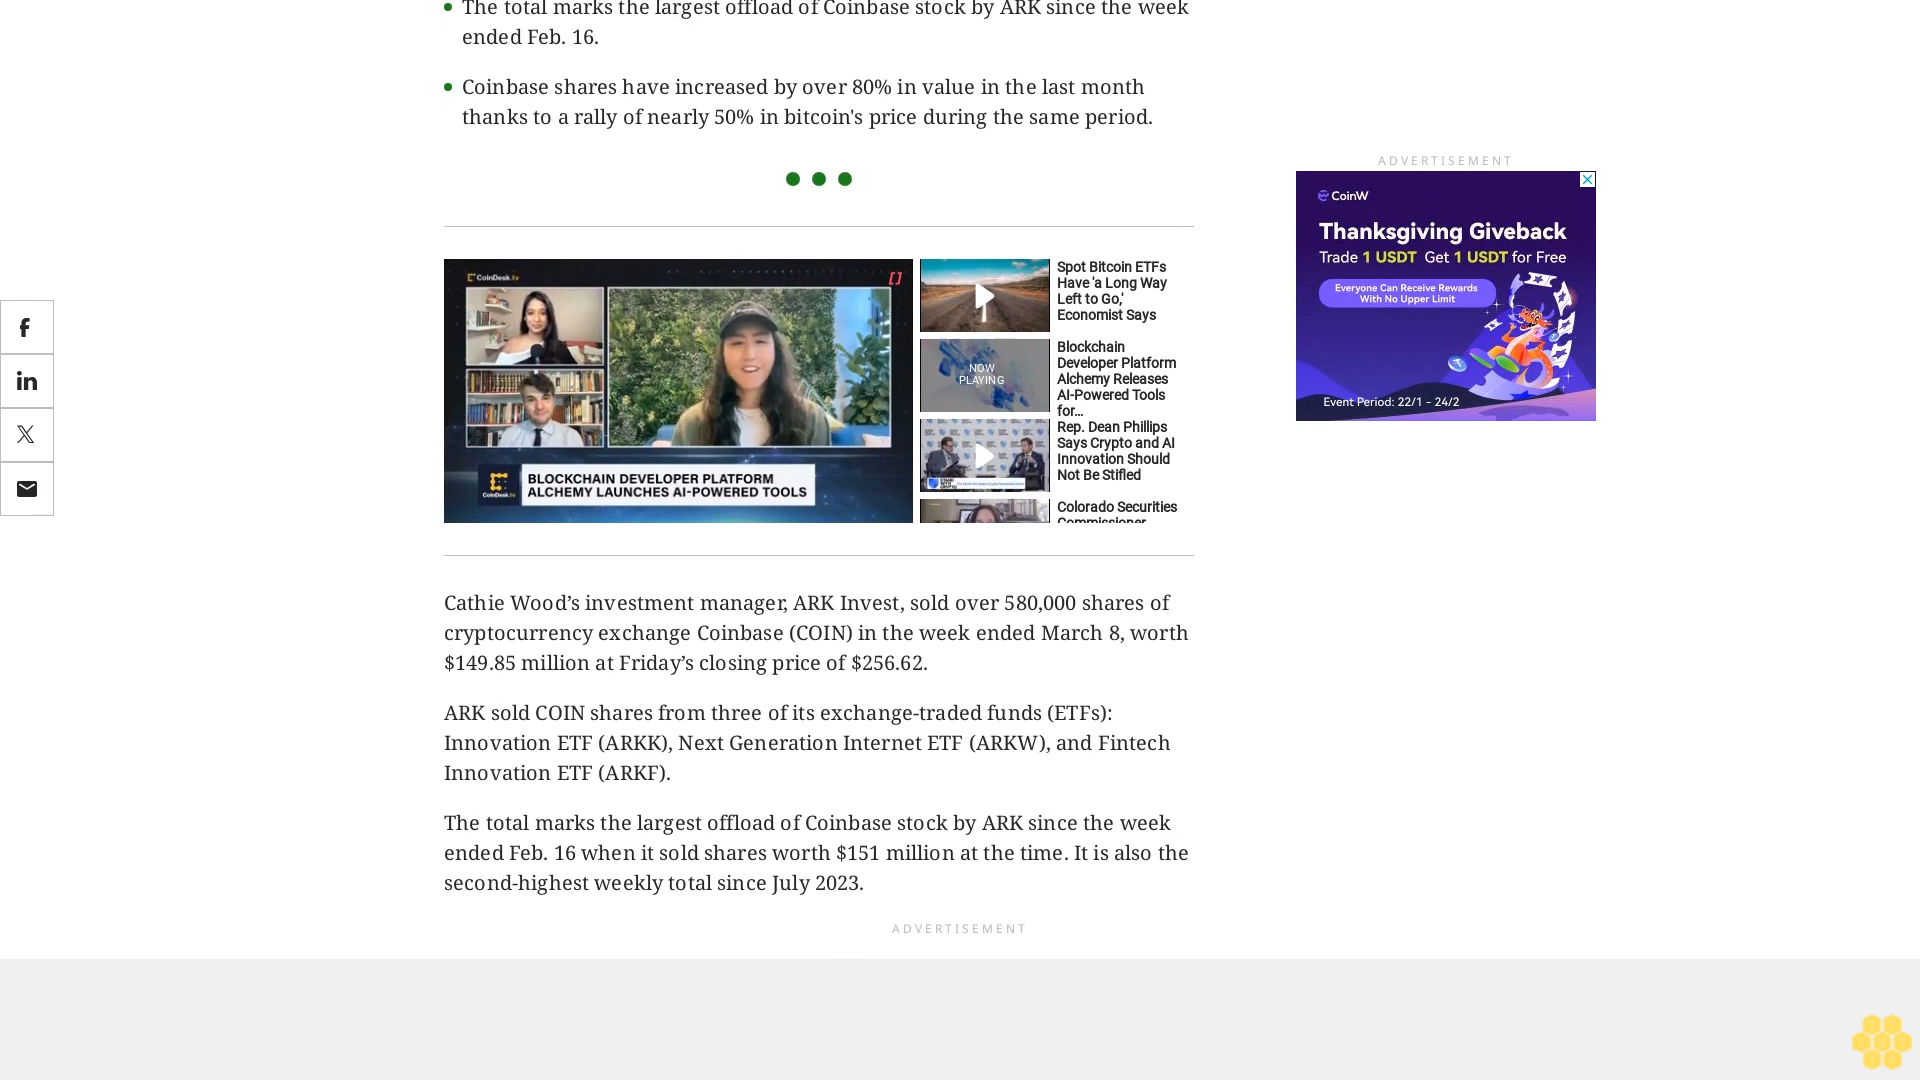 The total marks the largest offload of Coinbase stock by ARK since the week
ended Feb. 16.
Coinbase shares have increased by over 80% in value in the last month
thanks to a rally of nearly 50% in bitcoin's price during the same period.
ADVERTISEMENT
CoinW
Thanksgiving Giveback
Trade 1 USDT Get 1 USDT for Free
Everyone Can Receive Rewards
With No Upper Limit
Event Period: 22/1 - 24/2
CoinDesk.tv
CoinDesk.tv
BLOCKCHAIN DEVELOPER PLATFORM
ALCHEMY LAUNCHES AI-POWERED TOOLS
Spot Bitcoin ETFs
Have 'a Long Way
Left to Go,'
Economist Says
NOW
PLAYING
Blockchain
Developer Platform
Alchemy Releases
AI-Powered Tools
for...
Rep. Dean Phillips
Says Crypto and AI
Innovation Should
Not Be Stifled
Colorado Securities
Commissioner
Cathie Wood’s investment manager, ARK Invest, sold over 580,000 shares of
cryptocurrency exchange Coinbase (COIN) in the week ended March 8, worth
$149.85 million at Friday’s closing price of $256.62.
ARK sold COIN shares from three of its exchange-traded funds (ETFs):
Innovation ETF (ARKK), Next Generation Internet ETF (ARKW), and Fintech
Innovation ETF (ARKF).
The total marks the largest offload of Coinbase stock by ARK since the week
ended Feb. 16 when it sold shares worth $151 million at the time. It is also the
second-highest weekly total since July 2023.
ADVERTISEMENT